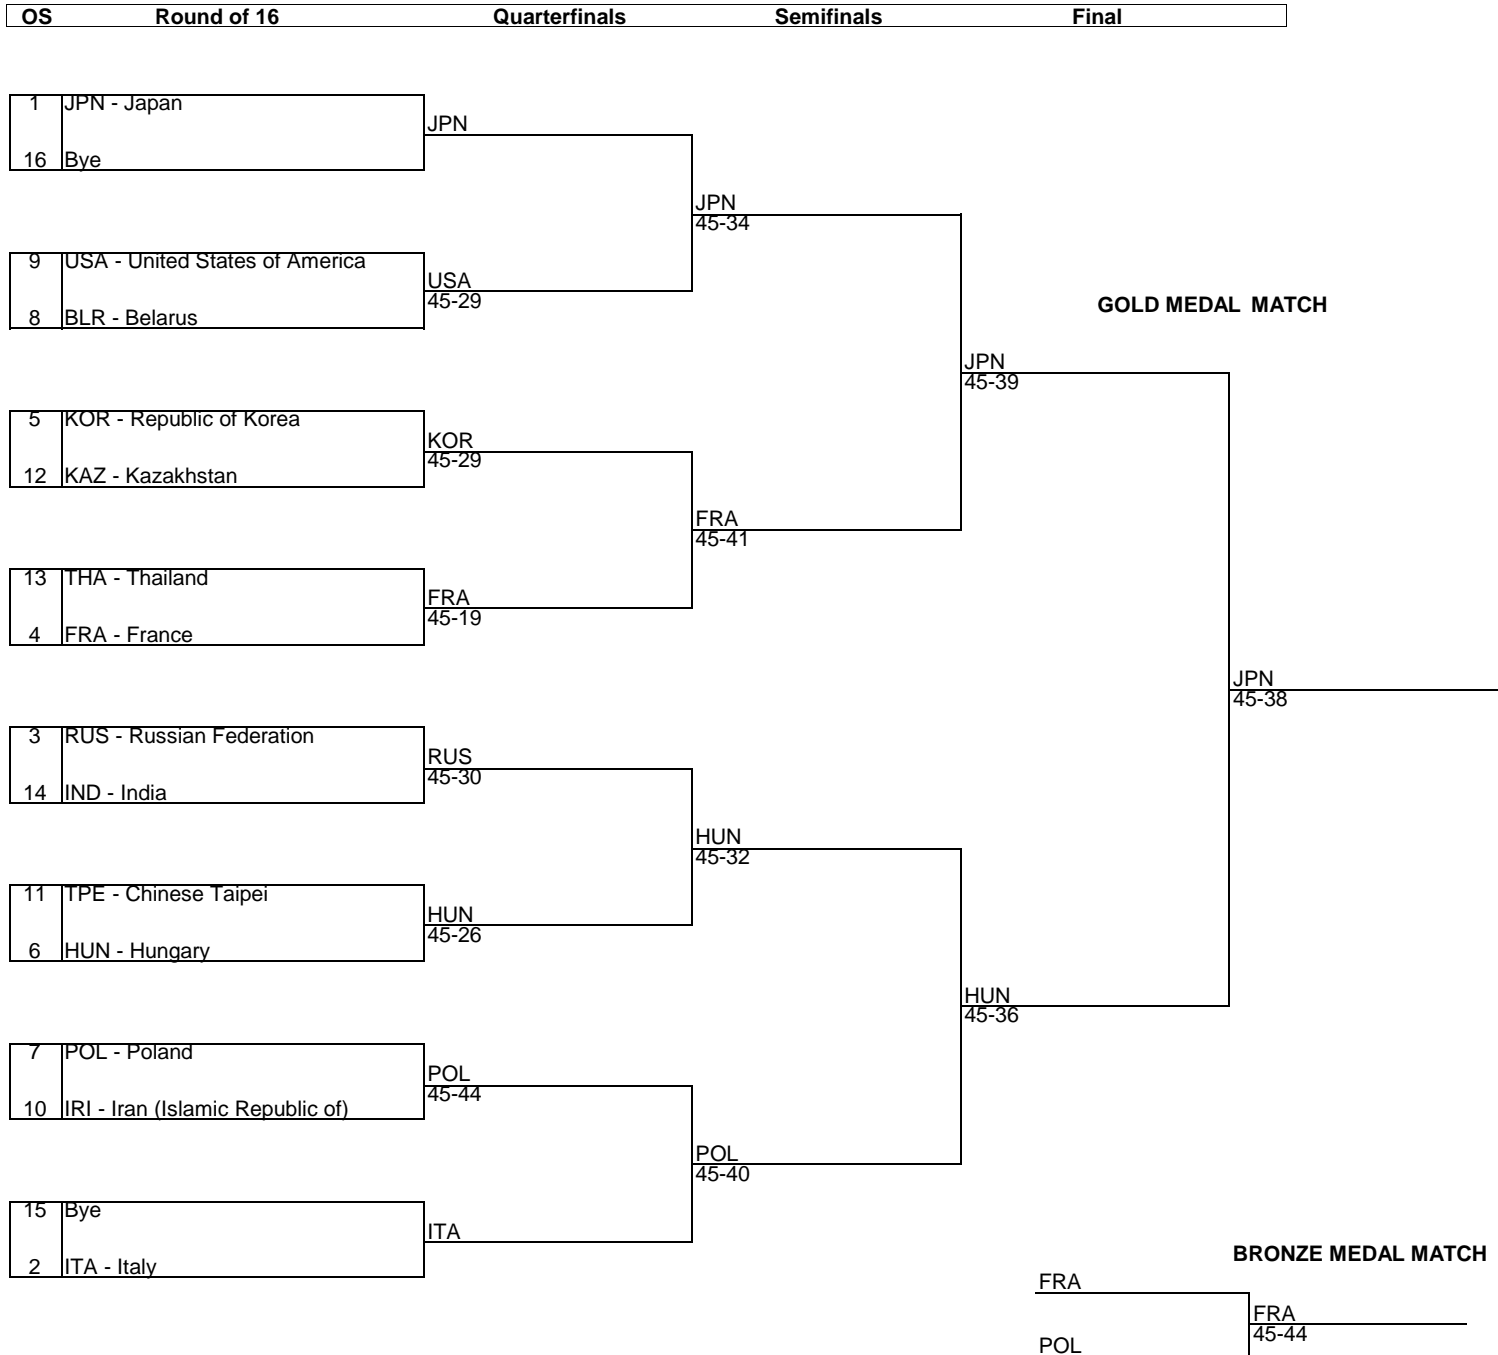 OS Round of 16 Quarterfinals Semifinals Final
1 JPN - Japan
JPN
16 Bye
JPN
45-34
9 USA - United States of America
USA
45-29
8 BLR - Belarus
GOLD MEDAL MATCH
JPN
45-39
5 KOR - Republic of Korea
KOR
45-29
12 KAZ - Kazakhstan
FRA
45-41
13 THA - Thailand
FRA
45-19
4 FRA - France
JPN
45-38
3 RUS - Russian Federation
RUS
45-30
14 IND - India
HUN
45-32
11 TPE - Chinese Taipei
HUN
45-26
6 HUN - Hungary
HUN
45-36
7 POL - Poland
POL
45-44
10 IRI - Iran (Islamic Republic of)
POL
45-40
15 Bye
ITA
2 ITA - Italy
BRONZE MEDAL MATCH
FRA
FRA
45-44
POL